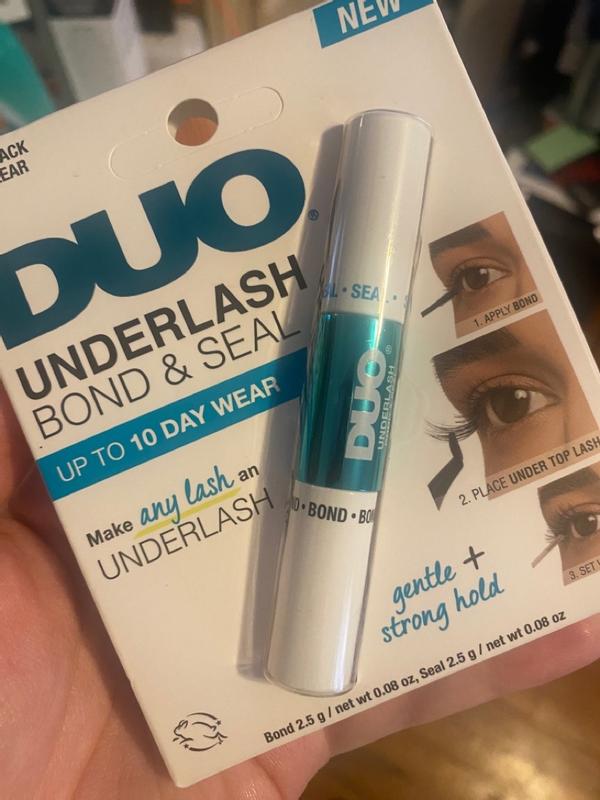 NEW
ACK
EAR
DUO®
UNDERLASH
BOND & SEAL
UP TO 10 DAY WEAR
Make any lash an
UNDERLASH
SEAL •
DUO
UNDERLASH
• BOND •
1. APPLY BOND
2. PLACE UNDER TOP LASH
3. SET
gentle +
strong hold
Bond 2.5 g / net wt 0.08 oz, Seal 2.5 g / net wt 0.08 oz